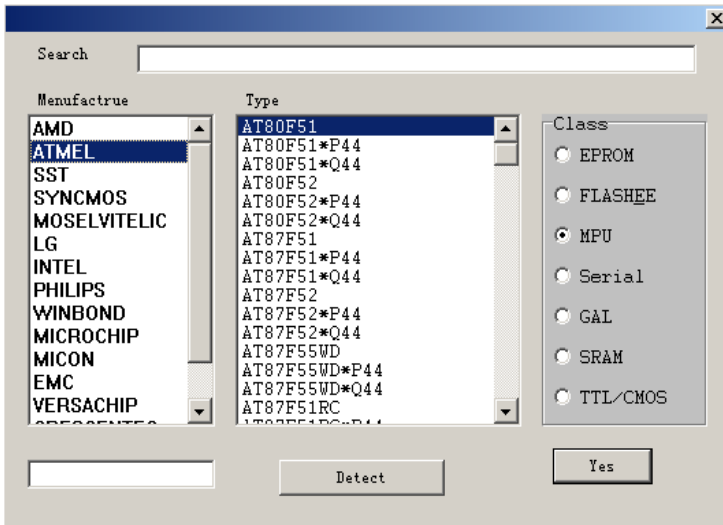 Search
Menufactrue
AMD
ATMEL
SST
SYNCMOS
MOSELVITELIC
LG
INTEL
PHILIPS
WINBOND
MICROCHIP
MICON
EMC
VERSACHIP
Type
AT80F51
AT80F51*P44
AT80F51*Q44
AT80F52
AT80F52*P44
AT80F52*Q44
AT87F51
AT87F51*P44
AT87F51*Q44
AT87F52
AT87F52*P44
AT87F52*Q44
AT87F55WD
AT87F55WD*P44
AT87F55WD*Q44
AT87F51RC
Class
EPROM
FLASHEE
MPU
Serial
GAL
SRAM
TTL/CMOS
Detect
Yes